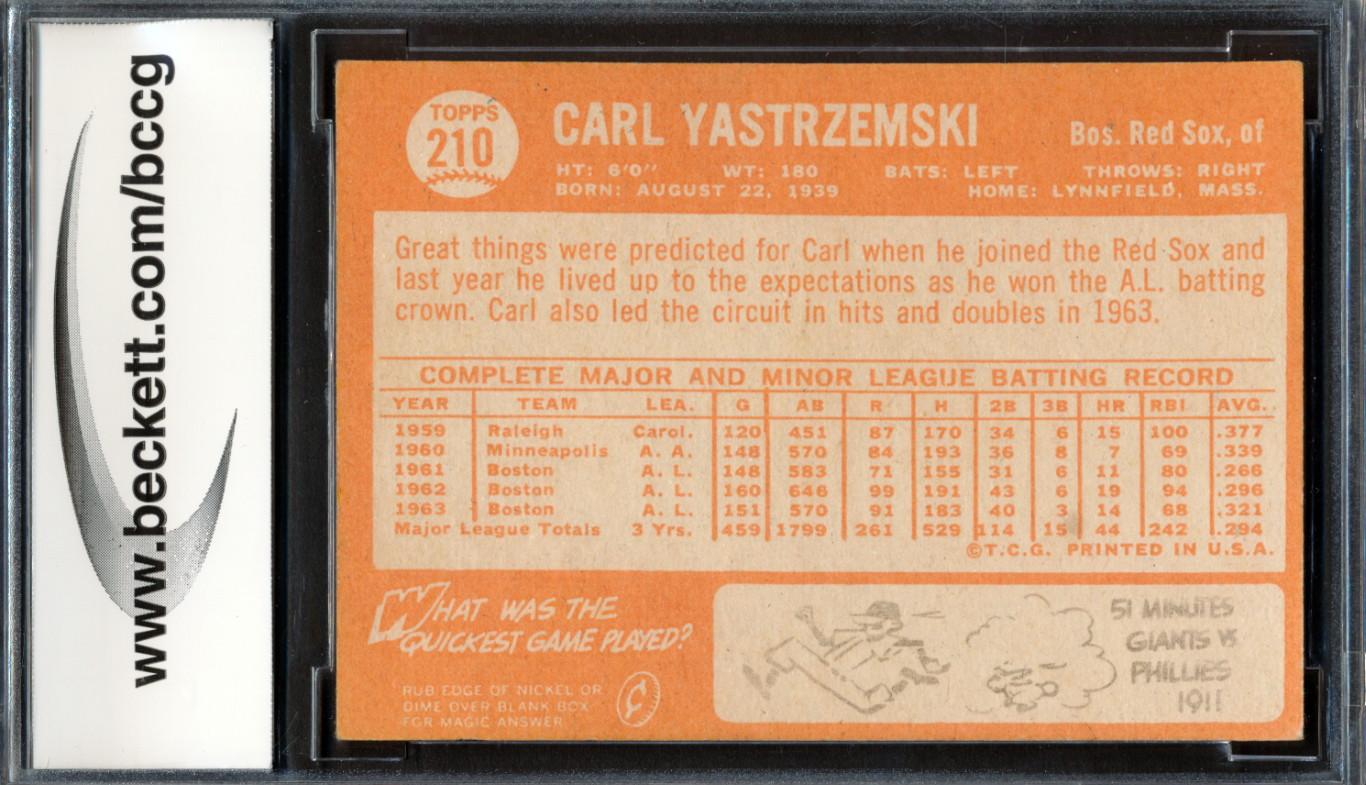 www.beckett.com/bccg
TOPPS
210
CARL YASTRZEMSKI
Bos. Red Sox, of
HT: 6'0" WT: 180 BATS: LEFT THROWS: RIGHT
BORN: AUGUST 22, 1939 HOME: LYNNFIELD, MASS.
Great things were predicted for Carl when he joined the Red Sox and
last year he lived up to the expectations as he won the A.L. batting
crown. Carl also led the circuit in hits and doubles in 1963.
COMPLETE MAJOR AND MINOR LEAGUE BATTING RECORD
YEAR TEAM LEA. G AB R H 2B 3B HR RBI AVG.
1959 Raleigh Carol. 120 451 87 170 34 6 15 100 .377
1960 Minneapolis A. A. 148 570 84 193 36 8 7 69 .339
1961 Boston A. L. 148 583 71 155 31 6 11 80 .266
1962 Boston A. L. 160 646 99 191 43 6 19 94 .296
1963 Boston A. L. 151 570 91 183 40 3 14 68 .321
Major League Totals 3 Yrs. 459 1799 261 529 114 15 44 242 .294
©T.C.G. PRINTED IN U.S.A.
WHAT WAS THE
QUICKEST GAME PLAYED?
RUB EDGE OF NICKEL OR
DIME OVER BLANK BOX
FOR MAGIC ANSWER
¢
51 MINUTES
GIANTS VS
PHILLIES
1911